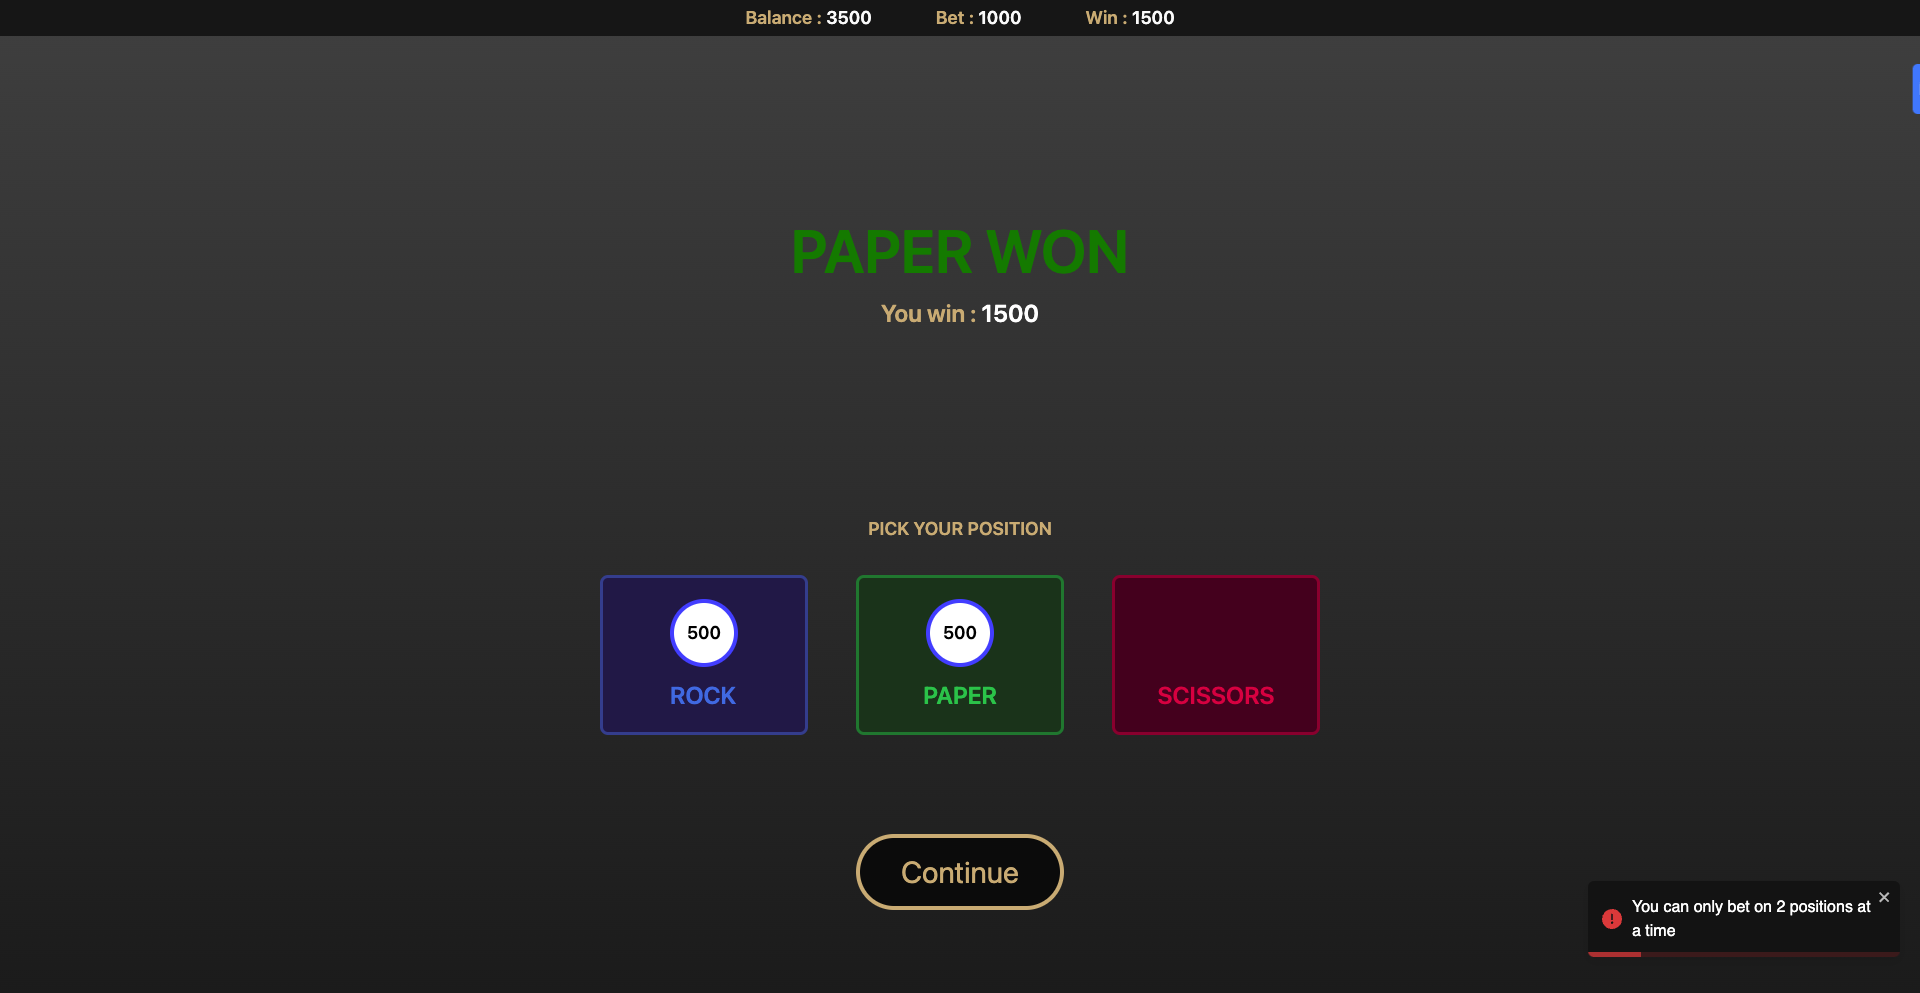 Balance : 3500 Bet : 1000 Win : 1500
PAPER WON
You win : 1500
PICK YOUR POSITION
500 500
ROCK PAPER SCISSORS
Continue
You can only bet on 2 positions at
a time